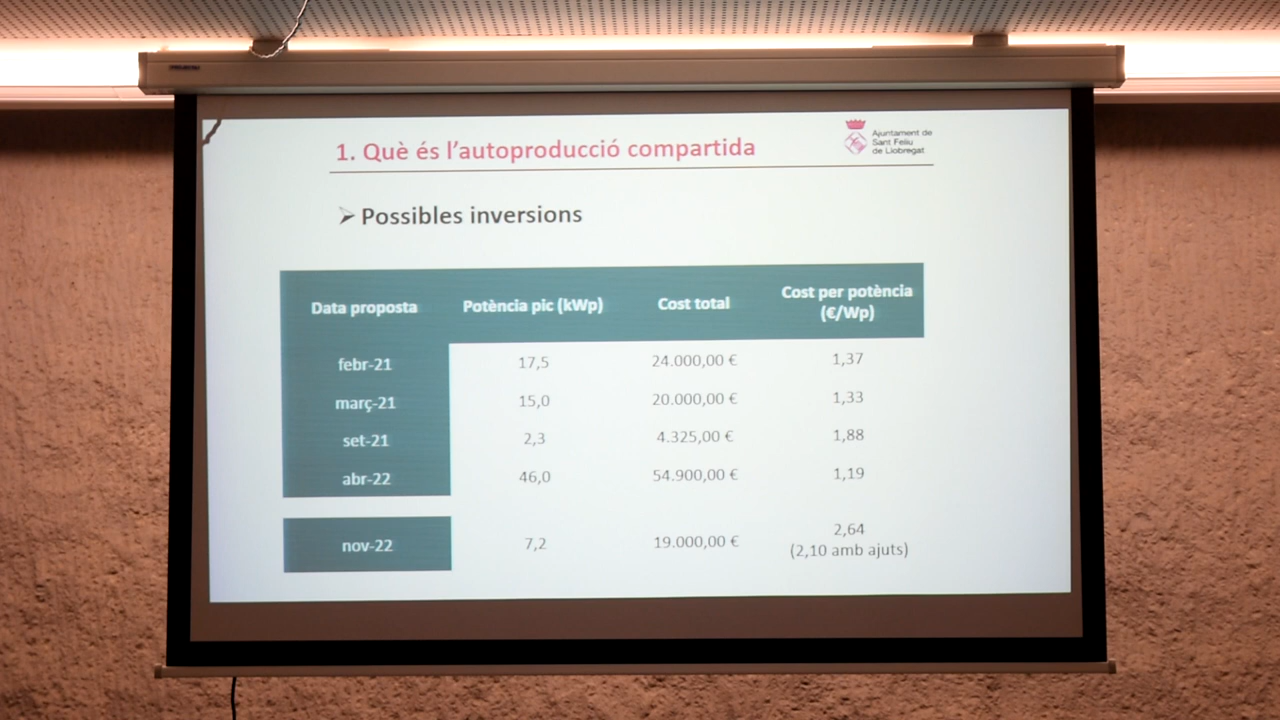 1. Què és l'autoproducció compartida
Ajuntament de
Sant Feliu
de Llobregat
➢ Possibles inversions
Data proposta Potència pic (kWp) Cost total Cost per potència (€/Wp)
febr-21 17,5 24.000,00 € 1,37
març-21 15,0 20.000,00 € 1,33
set-21 2,3 4.325,00 € 1,88
abr-22 46,0 54.900,00 € 1,19
nov-22 7,2 19.000,00 € 2,64
(2,10 amb ajuts)